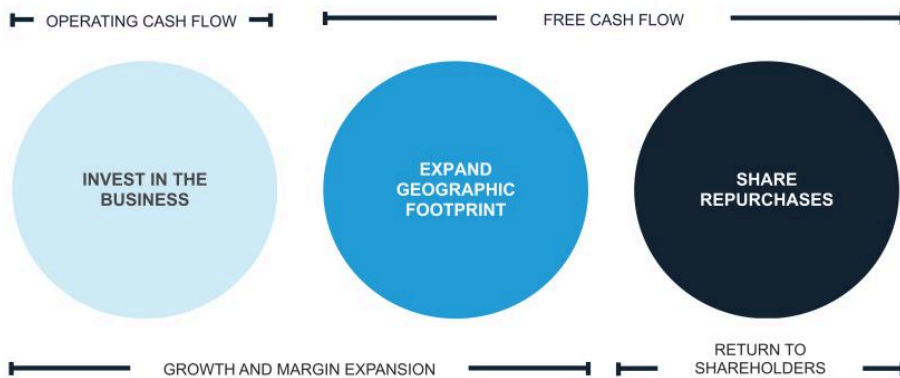 OPERATING CASH FLOW
FREE CASH FLOW
INVEST IN THE
BUSINESS
EXPAND
GEOGRAPHIC
FOOTPRINT
SHARE
REPURCHASES
GROWTH AND MARGIN EXPANSION
RETURN TO
SHAREHOLDERS